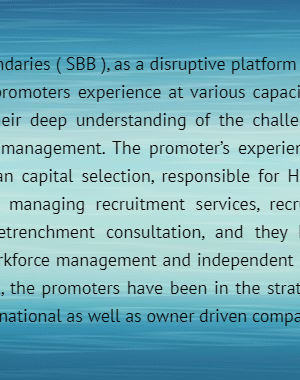 ndaries ( SBB ), as a disruptive platform
promoters experience at various capaci
eir deep understanding of the challe
management. The promoter's experien
an capital selection, responsible for H
managing recruitment services, recru
etrenchment consultation, and they
rkforce management and independent
, the promoters have been in the strat
national as well as owner driven compa